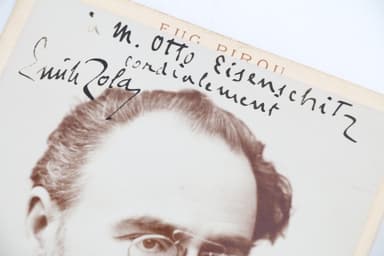 EUG PIROU
à M. Otto Eisenschitz
cordialement
Emile Zola